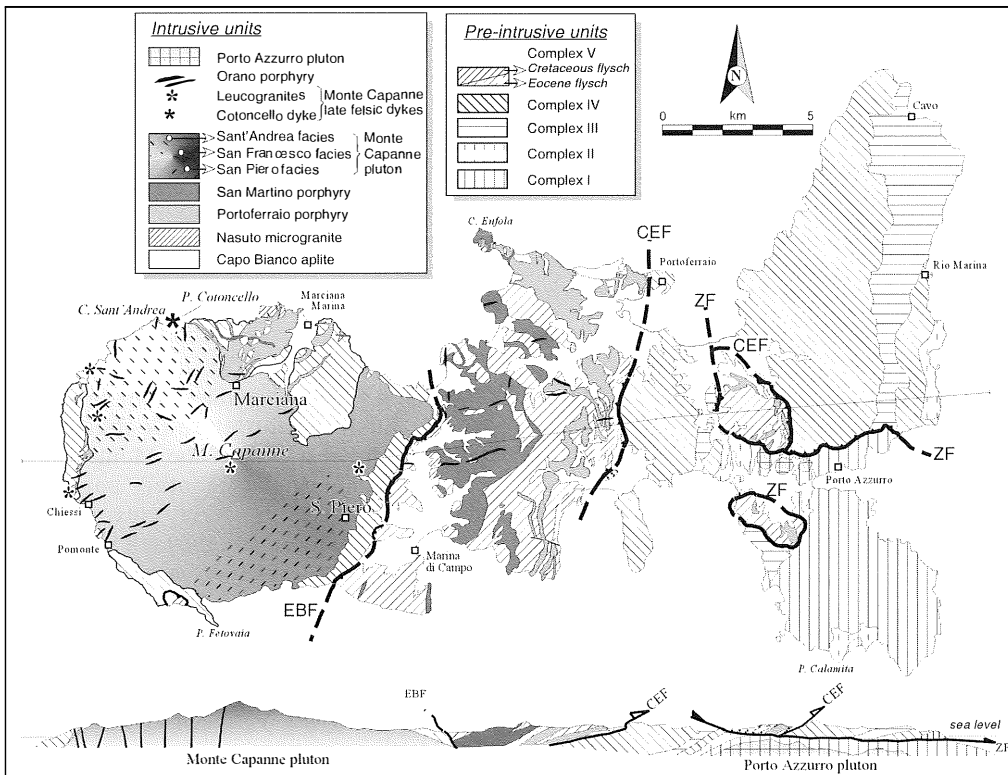 Intrusive units
Porto Azzurro pluton
Orano porphyry
Leucogranites
Cotoncello dyke
Monte Capanne
late felsic dykes
Sant'Andrea facies
San Francesco facies
San Piero facies
Monte
Capanne
pluton
San Martino porphyry
Portoferraio porphyry
Nasuto microgranite
Capo Bianco aplite
Pre-intrusive units
Complex V
Cretaceous flysch
Eocene flysch
Complex IV
Complex III
Complex II
Complex I
N
0 km 5
Cavo
C. Enfola
CEF
Portoferraio
Rio Marina
ZF
CEF
P. Cotoncello
C. Sant'Andrea
Marciana
Marina
Marciana
M. Capanne
ZF
Porto Azzurro
ZF
S. Piero
Chiessi
Pomonte
Marina
di Campo
EBF
P. Fetovaia
P. Calamita
EBF
CEF
CEF
sea level
ZF
Monte Capanne pluton
Porto Azzurro pluton